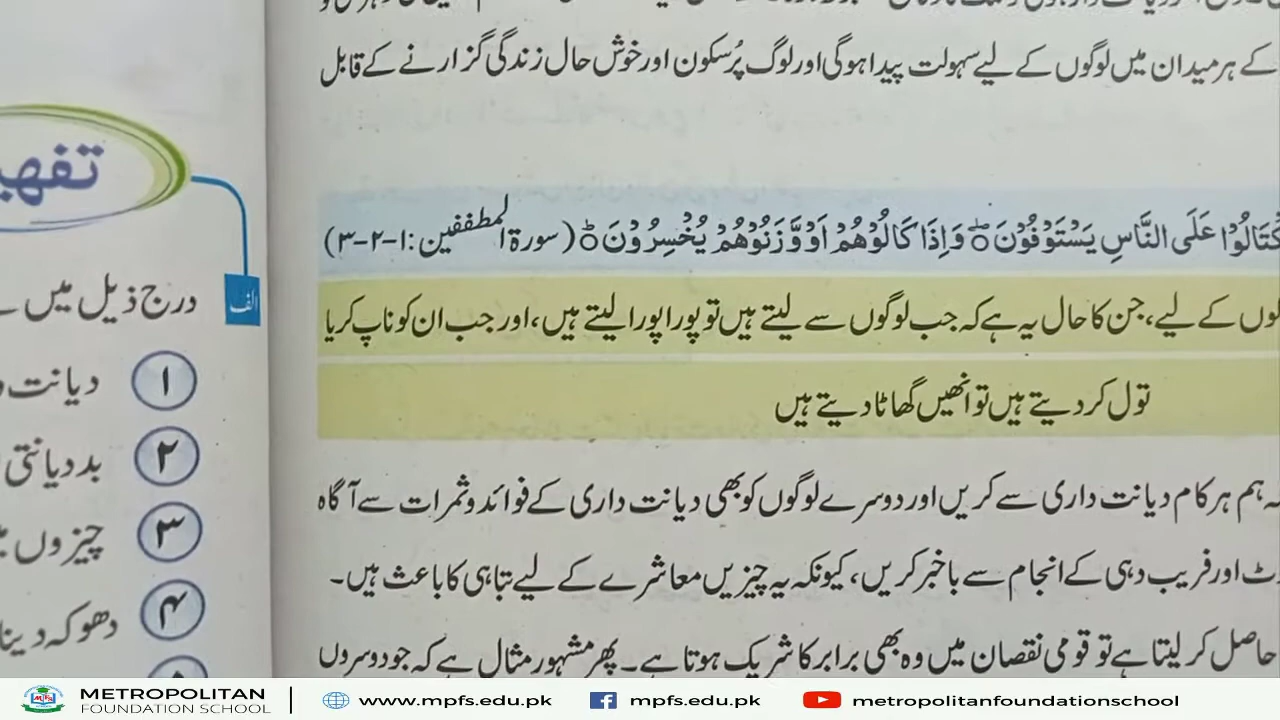 کے ہر میدان میں لوگوں کے لیے سہولت پیدا ہوگی اور لوگ پُرسکون اور خوش حال زندگی گزارنے کے قابل
عَلَى النَّاسِ يَسْتَوْفُوْنَ وَاِذَا كَالُوْهُمْ اَوْ وَّزَنُوْهُمْ يُخْسِرُوْنَ (سورۃ المطففین: ۱-۲-۳)
کے لیے، جن کا حال یہ ہے کہ جب لوگوں سے لیتے ہیں تو پورا پورا لیتے ہیں، اور جب ان کو ناپ کر یا
تول کر دیتے ہیں تو انھیں گھاٹا دیتے ہیں
ہم ہر کام دیانت داری سے کریں اور دوسرے لوگوں کو بھی دیانت داری کے فوائد و ثمرات سے آگاہ
اور فریب دہی کے انجام سے باخبر کریں، کیونکہ یہ چیزیں معاشرے کے لیے تباہی کا باعث ہیں۔
حاصل کر لیتا ہے تو قومی نقصان میں وہ بھی برابر کا شریک ہوتا ہے۔ پھر مشہور مثال ہے کہ جو دوسروں
الف
درج ذیل میں
۱ دیانت
۲ بددیانتی
۳ چیزوں
۴ دھوکہ دینا
METROPOLITAN
FOUNDATION SCHOOL
www.mpfs.edu.pk
mpfs.edu.pk
metropolitanfoundationschool